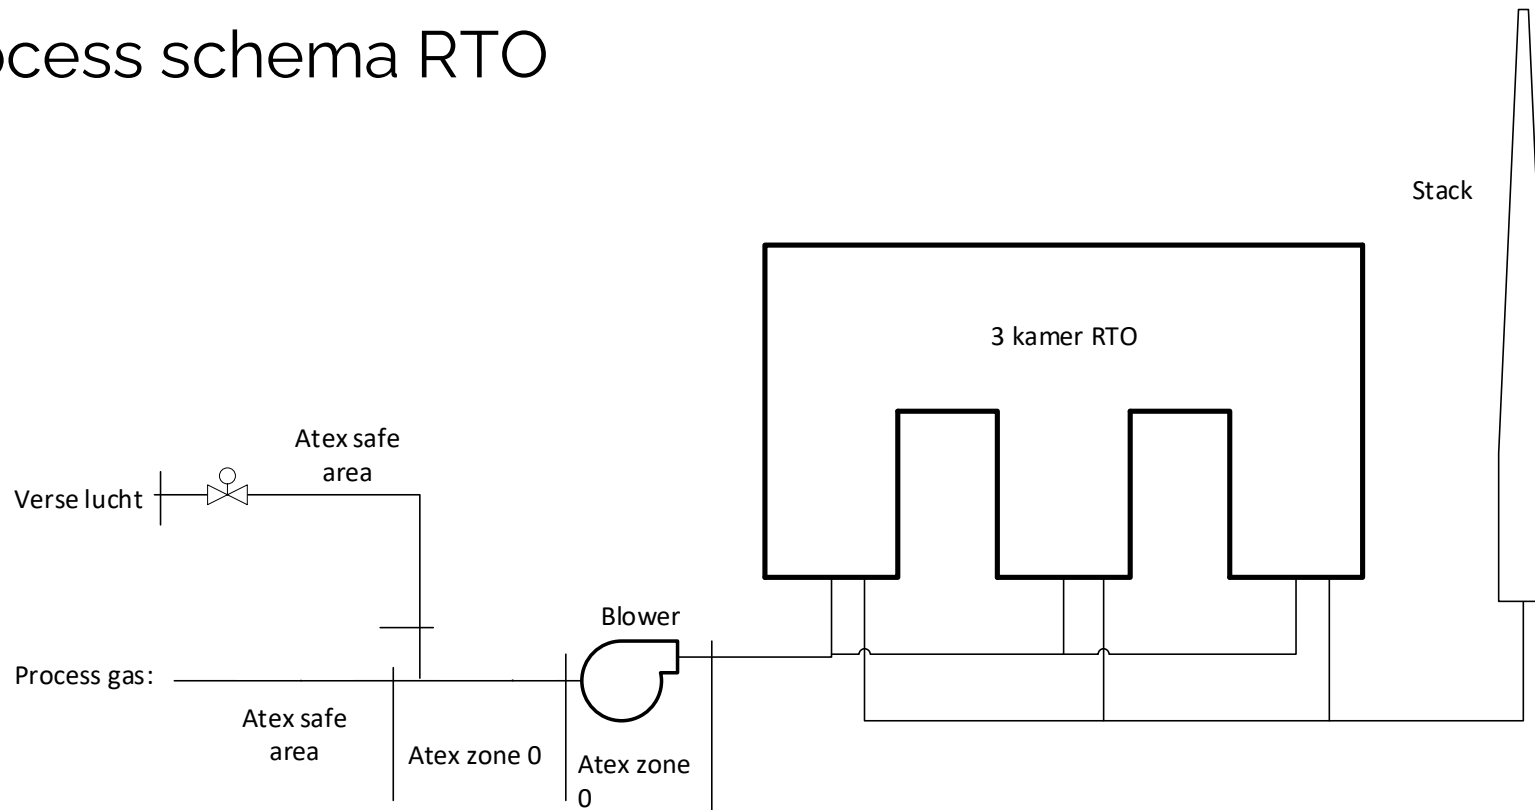 ocess schema RTO
Stack
3 kamer RTO
Atex safe
area
Verse lucht
Blower
Process gas:
Atex safe
area
Atex zone 0
Atex zone
0